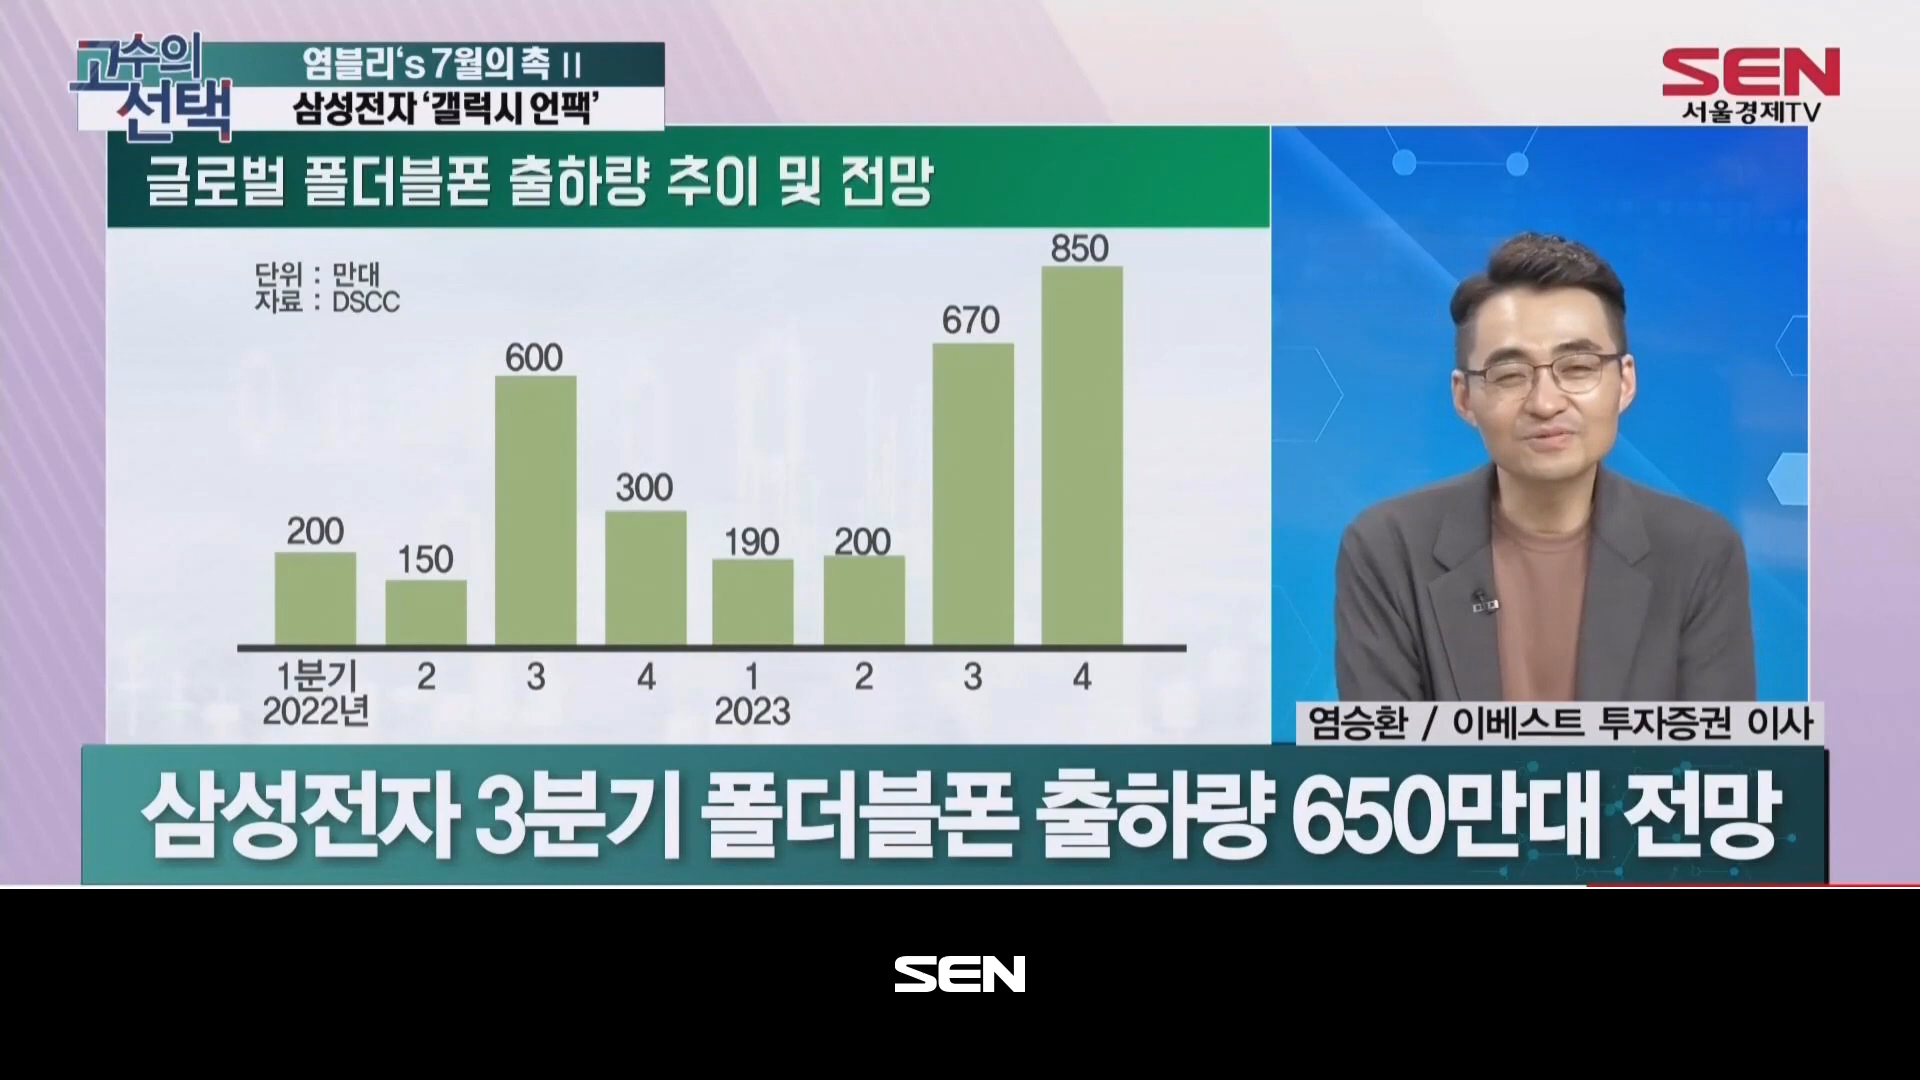 고수의
선택
염블리‘s 7월의 촉 II
삼성전자 ‘갤럭시 언팩’
SEN
서울경제TV
글로벌 폴더블폰 출하량 추이 및 전망
단위 : 만대
자료 : DSCC
200
150
600
300
190
200
670
850
1분기 2 3 4 1 2 3 4
2022년 2023
염승환 / 이베스트 투자증권 이사
삼성전자 3분기 폴더블폰 출하량 650만대 전망
SEN